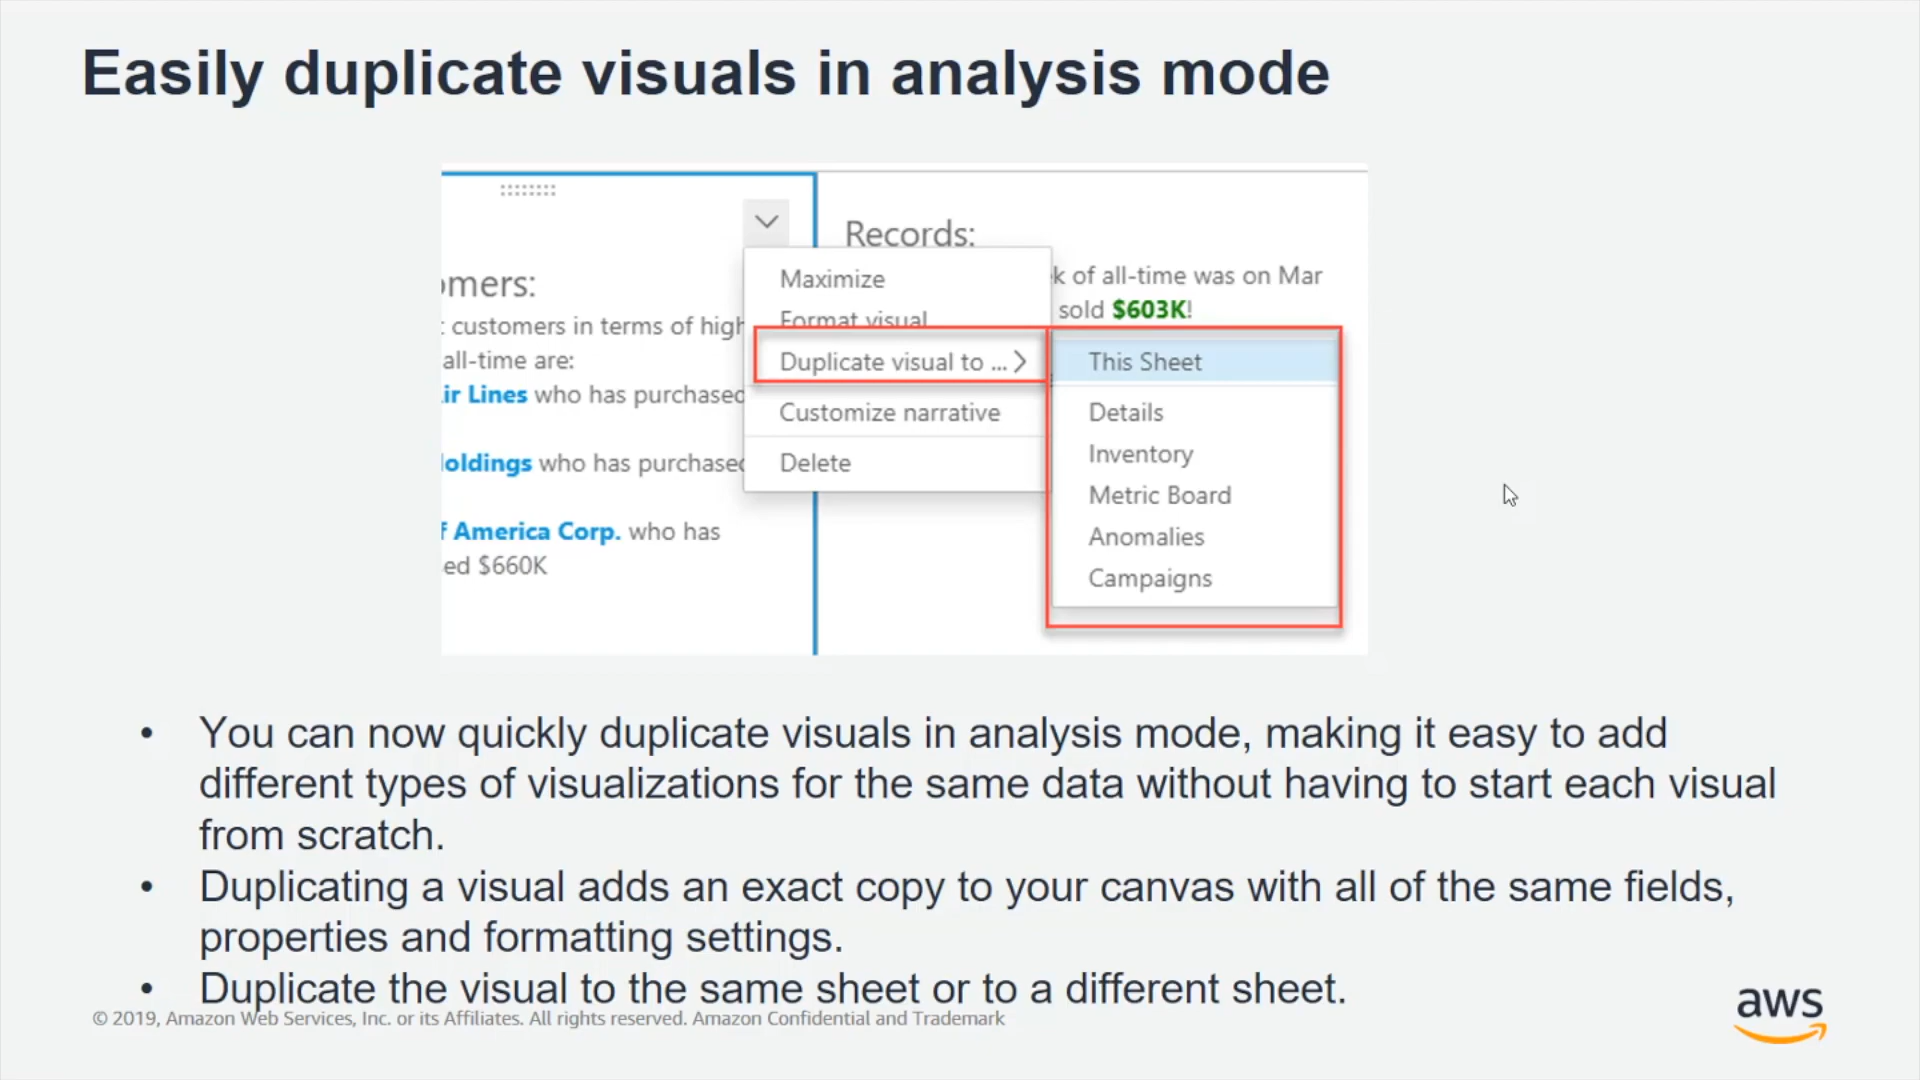 Easily duplicate visuals in analysis mode
Records:
Maximize
k of all-time was on Mar
omers:
sold $603K!
Format visual
customers in terms of high
Duplicate visual to ...
This Sheet
all-time are:
ir Lines who has purchased
Customize narrative
Details
Inventory
oldings who has purchased
Delete
Metric Board
f America Corp. who has
Anomalies
ed $660K
Campaigns
• You can now quickly duplicate visuals in analysis mode, making it easy to add
different types of visualizations for the same data without having to start each visual
from scratch.
• Duplicating a visual adds an exact copy to your canvas with all of the same fields,
properties and formatting settings.
• Duplicate the visual to the same sheet or to a different sheet.
© 2019, Amazon Web Services, Inc. or its Affiliates. All rights reserved. Amazon Confidential and Trademark
aws